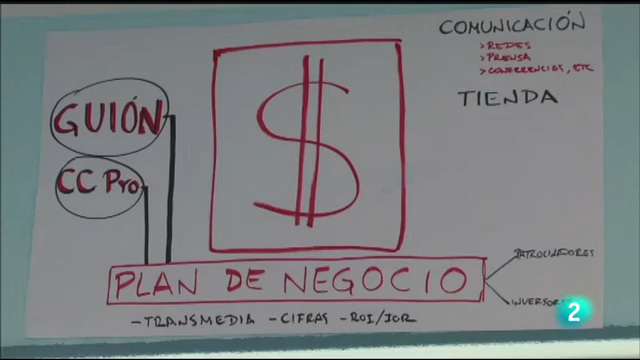 COMUNICACIÓN
>REDES
>PRENSA
>CONFERENCIAS, ETC
TIENDA
GUIÓN
CC Pro
$
PLAN DE NEGOCIO
PATROCINADORES
INVERSORES
-TRANSMEDIA -CIFRAS -ROI/IOR
2